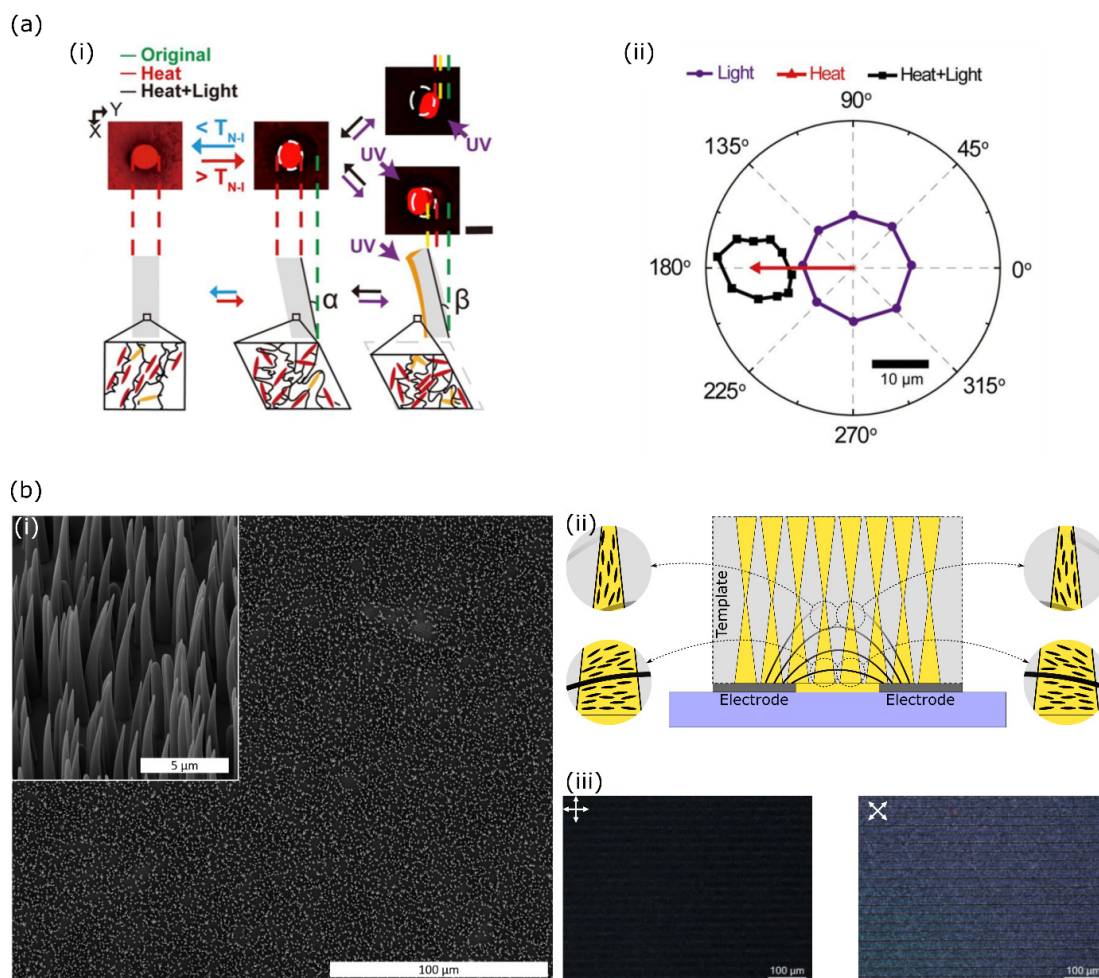 (a)
(i)
Original
Heat
Heat+Light
Y
X
< T_N-I
> T_N-I
UV
UV
UV
α
β
(ii)
Light
Heat
Heat+Light
90°
135°
45°
180°
0°
225°
315°
270°
10 µm
(b)
(i)
5 µm
100 µm
(ii)
Template
Electrode
Electrode
(iii)
100 µm
100 µm